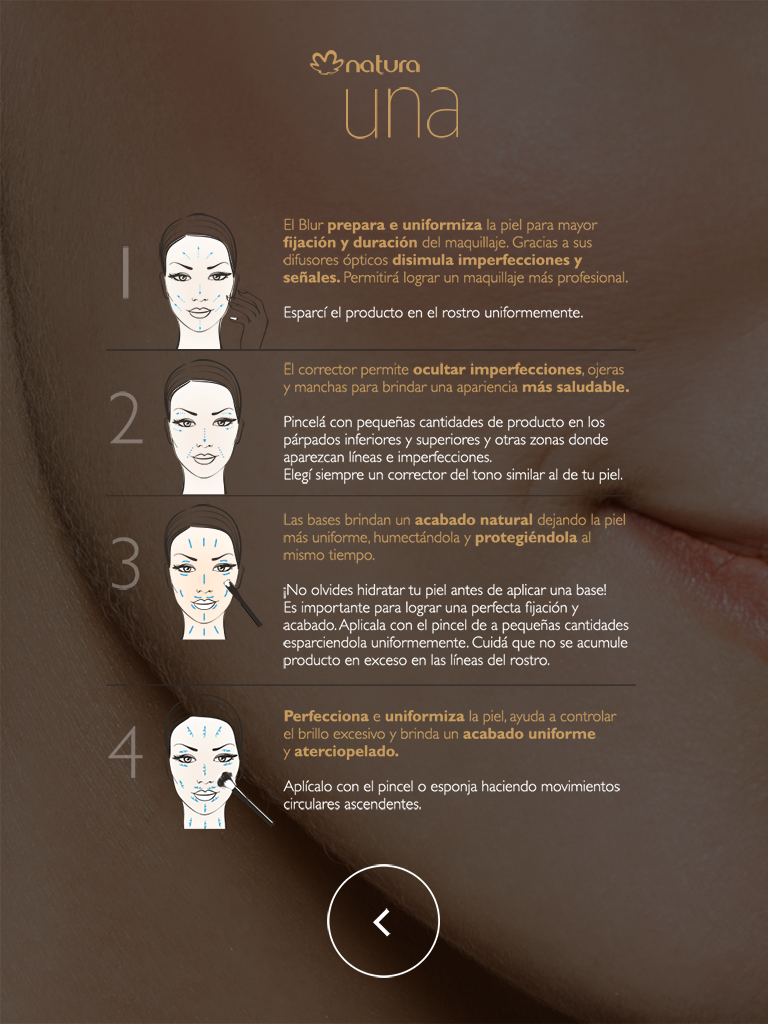 natura
una
1
El Blur prepara e uniformiza la piel para mayor
fijación y duración del maquillaje. Gracias a sus
difusores ópticos disimula imperfecciones y
señales. Permitirá lograr un maquillaje más profesional.
Esparcí el producto en el rostro uniformemente.
2
El corrector permite ocultar imperfecciones, ojeras
y manchas para brindar una apariencia más saludable.
Pincelá con pequeñas cantidades de producto en los
párpados inferiores y superiores y otras zonas donde
aparezcan líneas e imperfecciones.
Elegí siempre un corrector del tono similar al de tu piel.
3
Las bases brindan un acabado natural dejando la piel
más uniforme, humectándola y protegiéndola al
mismo tiempo.
¡No olvides hidratar tu piel antes de aplicar una base!
Es importante para lograr una perfecta fijación y
acabado. Aplicala con el pincel de a pequeñas cantidades
esparciendola uniformemente. Cuidá que no se acumule
producto en exceso en las líneas del rostro.
4
Perfecciona e uniformiza la piel, ayuda a controlar
el brillo excesivo y brinda un acabado uniforme
y aterciopelado.
Aplícalo con el pincel o esponja haciendo movimientos
circulares ascendentes.